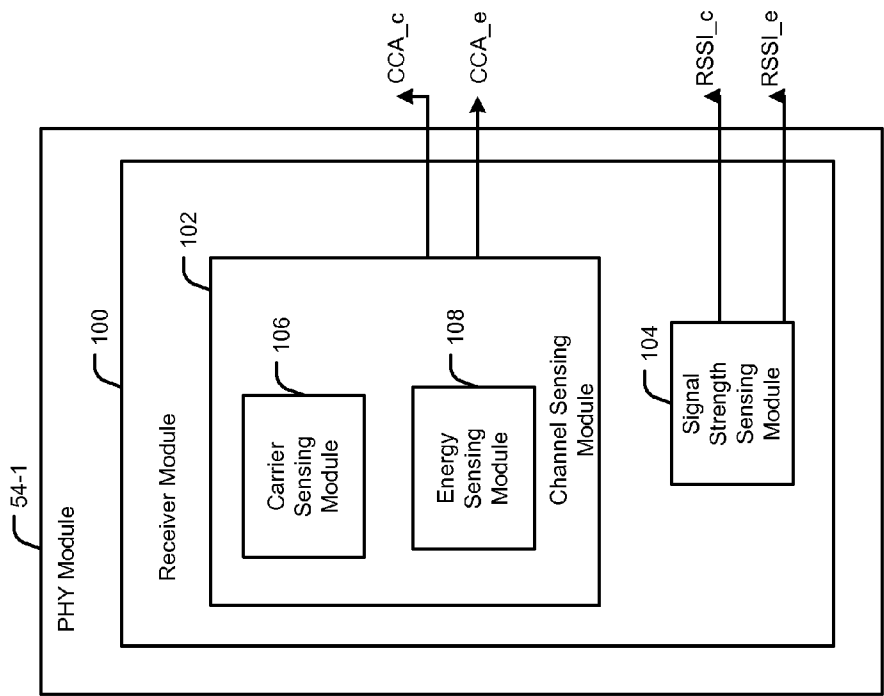 54-1
PHY Module
100
Receiver Module
102
106
Carrier
Sensing
Module
108
Energy
Sensing
Module
Channel Sensing
Module
CCA_c
CCA_e
104
Signal
Strength
Sensing
Module
RSSI_c
RSSI_e